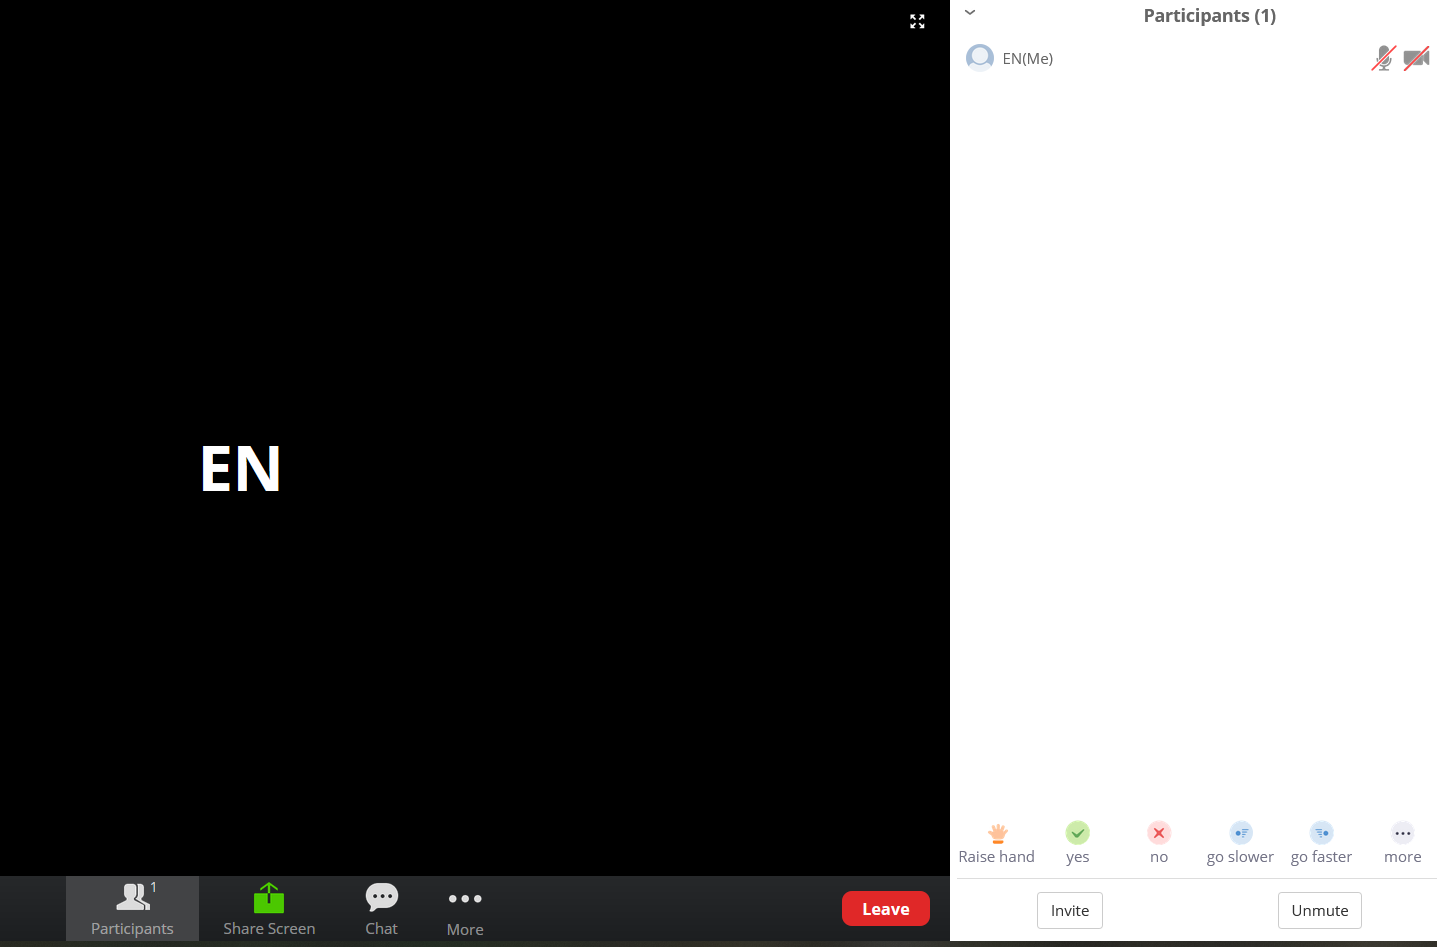 Participants (1)
EN(Me)
EN
Raise hand
yes
no
go slower
go faster
more
1
Participants
Share Screen
Chat
More
Leave
Invite
Unmute